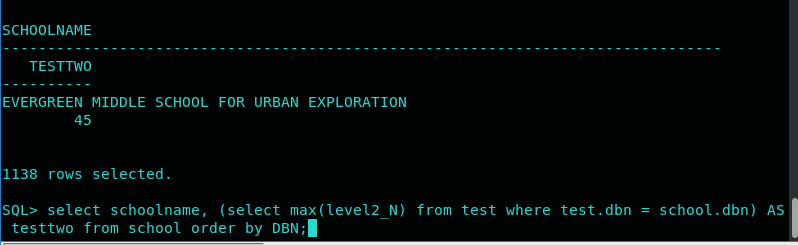 SCHOOLNAME
--------------------------------------------------------------------------------
   TESTTWO
----------
EVERGREEN MIDDLE SCHOOL FOR URBAN EXPLORATION
        45
1138 rows selected.
SQL> select schoolname, (select max(level2_N) from test where test.dbn = school.dbn) AS
 testtwo from school order by DBN;